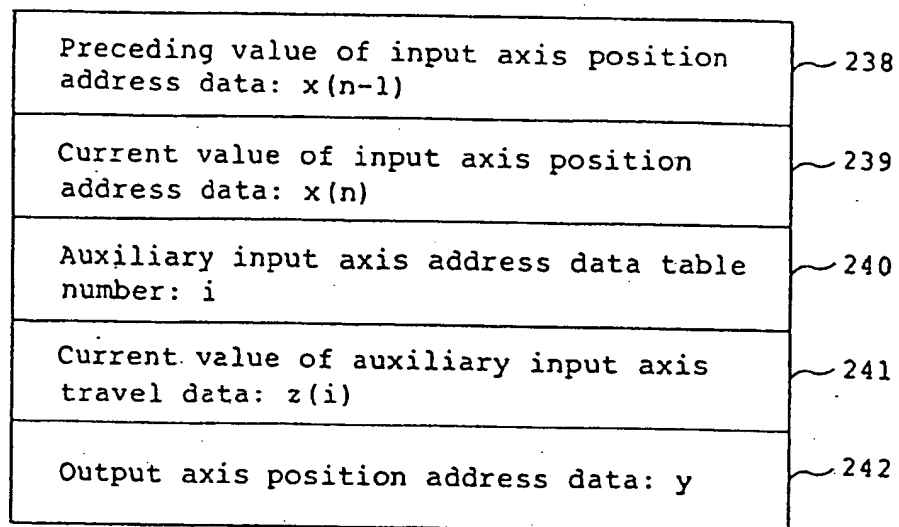 Preceding value of input axis position
address data: x(n-1)
238
Current value of input axis position
address data: x(n)
239
Auxiliary input axis address data table
number: i
240
Current value of auxiliary input axis
travel data: z(i)
241
Output axis position address data: y
242